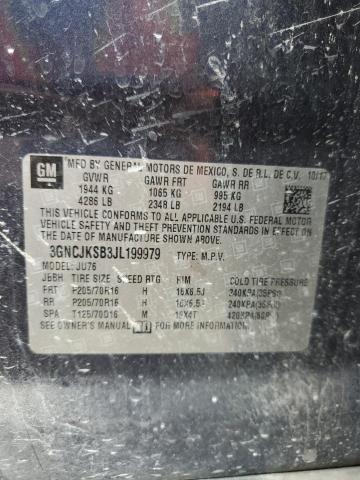 GM
MFD BY GENERAL MOTORS DE MEXICO, S. DE R.L. DE C.V. 10/17
GVWR GAWR FRT GAWR RR
1944 KG 1065 KG 995 KG
4286 LB 2348 LB 2194 LB
THIS VEHICLE CONFORMS TO ALL APPLICABLE U.S. FEDERAL MOTOR
VEHICLE SAFETY, BUMPER, AND THEFT PREVENTION STANDARDS IN
EFFECT ON THE DATE OF MANUFACTURE SHOWN ABOVE.
3GNCJKSB3JL199979 TYPE: M.P.V.
MODEL: JU76
TIRE SIZE SPEED RTG RIM COLD TIRE PRESSURE
FRT P205/70R16 H 16X6.5J 240KPA(35PSI)
RR P205/70R16 H 16X6.5J 240KPA(35PSI)
SPA T125/70D16 M 16X4T 420KPA(60PSI)
SEE OWNER'S MANUAL FOR MORE INFORMATION